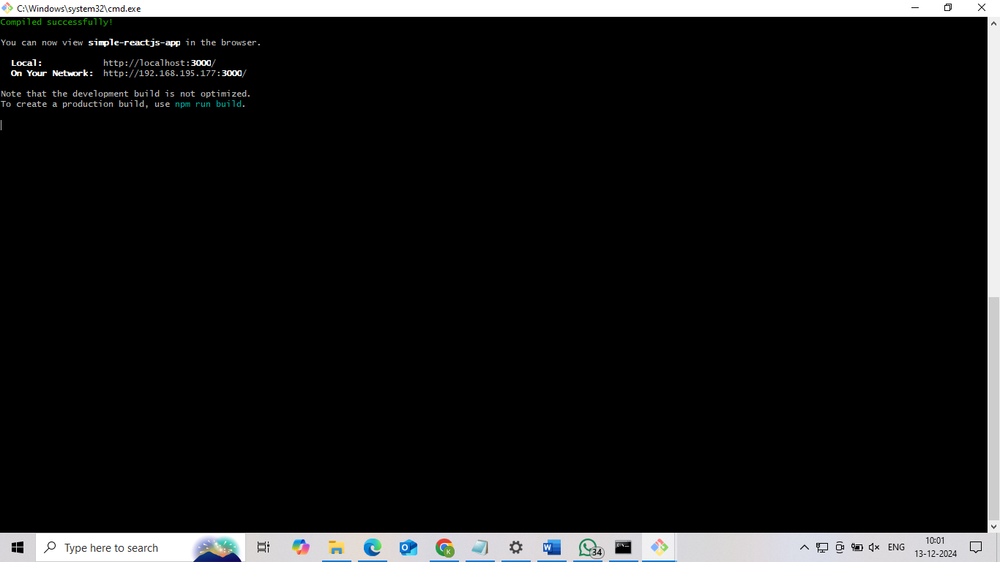 C:\Windows\system32\cmd.exe
Compiled successfully!
You can now view simple-reactjs-app in the browser.
Local: http://localhost:3000/
On Your Network: http://192.168.195.177:3000/
Note that the development build is not optimized.
To create a production build, use npm run build.
Type here to search
K
34
ENG
10:01
13-12-2024